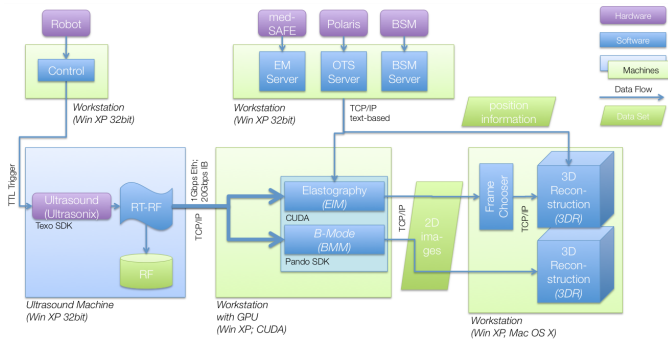 Robot
Control
Workstation
(Win XP 32bit)
med-
SAFE
Polaris
BSM
EM
Server
OTS
Server
BSM
Server
Workstation
(Win XP 32bit)
TCP/IP
text-based
position
information
Hardware
Software
Machines
Data Flow
Data Set
TTL Trigger
Ultrasound
(Ultrasonix)
Texo SDK
RT-RF
RF
Ultrasound Machine
(Win XP 32bit)
1Gbps Eth;
20Gbps IB
TCP/IP
Elastography
(EIM)
CUDA
B-Mode
(BMM)
Pando SDK
Workstation
with GPU
(Win XP; CUDA)
TCP/IP
2D
ima-
ges
Frame
Chooser
TCP/IP
3D
Recon-
struction
(3DR)
3D
Recon-
struction
(3DR)
Workstation
(Win XP, Mac OS X)